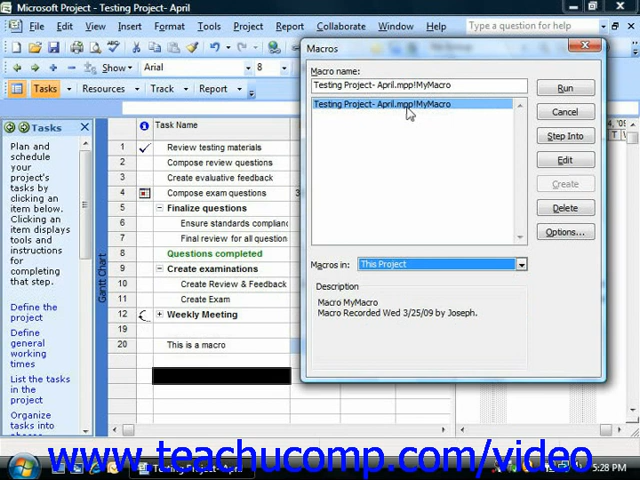 Microsoft Project - Testing Project- April
File Edit View Insert Format Tools Project Report Collaborate Window Type a question for help
Show Arial 8
Tasks Resources Track Report
Tasks
Plan and
schedule
your
project's
tasks by
clicking an
item below.
Clicking an
item displays
tools and
instructions
for
completing
that step.
Define the
project
Define
general
working
times
List the tasks
in the
project
Organize
Gantt Chart
Task Name
1 Review testing materials
2 Compose review questions
3 Create evaluative feedback
4 Compose exam questions 3
5 Finalize questions
6 Ensure standards complianc
7 Final review for all question
8 Questions completed
9 Create examinations
10 Create Review & Feedback
11 Create Exam
12 Weekly Meeting
19
20 This is a macro
Macros
Macro name:
Testing Project- April.mpp!MyMacro
Testing Project- April.mpp!MyMacro
Run
Cancel
Step Into
Edit
Create
Delete
Options...
Macros in: This Project
Description
Macro MyMacro
Macro Recorded Wed 3/25/09 by Joseph.
www.teachucomp.com/video
Testing Project- April
5:28 PM